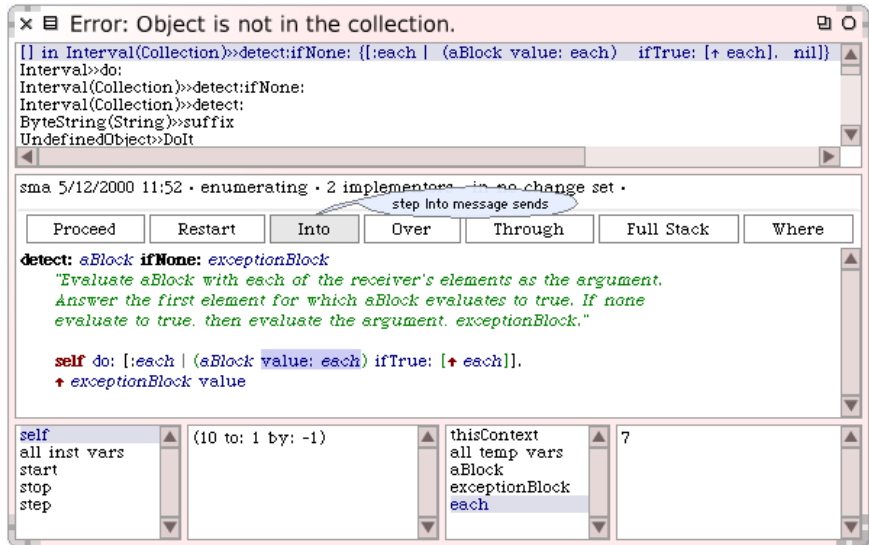 Error: Object is not in the collection.
[] in Interval(Collection)>>detect:ifNone: {[:each | (aBlock value: each) ifTrue: [↑ each]. nil]}
Interval>>do:
Interval(Collection)>>detect:ifNone:
Interval(Collection)>>detect:
ByteString(String)>>suffix
UndefinedObject>>DoIt
sma 5/12/2000 11:52 · enumerating · 2 implementors · in no change set ·
step Into message sends
Proceed Restart Into Over Through Full Stack Where
detect: aBlock ifNone: exceptionBlock
"Evaluate aBlock with each of the receiver's elements as the argument.
Answer the first element for which aBlock evaluates to true. If none
evaluate to true, then evaluate the argument, exceptionBlock."
self do: [:each | (aBlock value: each) ifTrue: [↑ each]].
↑ exceptionBlock value
self (10 to: 1 by: -1) thisContext 7
all inst vars all temp vars
start aBlock
stop exceptionBlock
step each